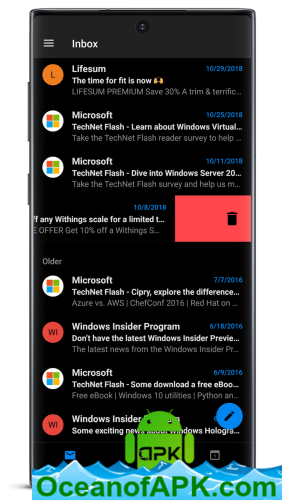 Inbox
L
Lifesum
10/29/2018
The time for fit is now 🙌
LIFESUM PREMIUM Save 30% A trim & terrific...
Microsoft
10/25/2018
TechNet Flash - Learn about Windows Virtual...
Take the TechNet Flash reader survey to help ...
Microsoft
10/11/2018
TechNet Flash - Dive into Windows Server 20...
Take the TechNet Flash survey and help us m...
10/8/2018
ff any Withings scale for a limited t...
E OFFER Get 10% off a Withings S...
Older
Microsoft
7/7/2016
TechNet Flash - Cipry, explore the difference...
Azure vs. AWS | ChefConf 2016 | Red Hat on ...
WI
Windows Insider Program
6/18/2016
Don't have the latest Windows Insider Previe...
The latest news from the Windows Insider Pr...
Microsoft
6/9/2016
TechNet Flash - Some download a free eBoo...
Free eBook | Windows 10 utilities | Python an...
WI
Windows Insider
Some exciting news about Windows Hologra...
apk
OceanofAPK.com